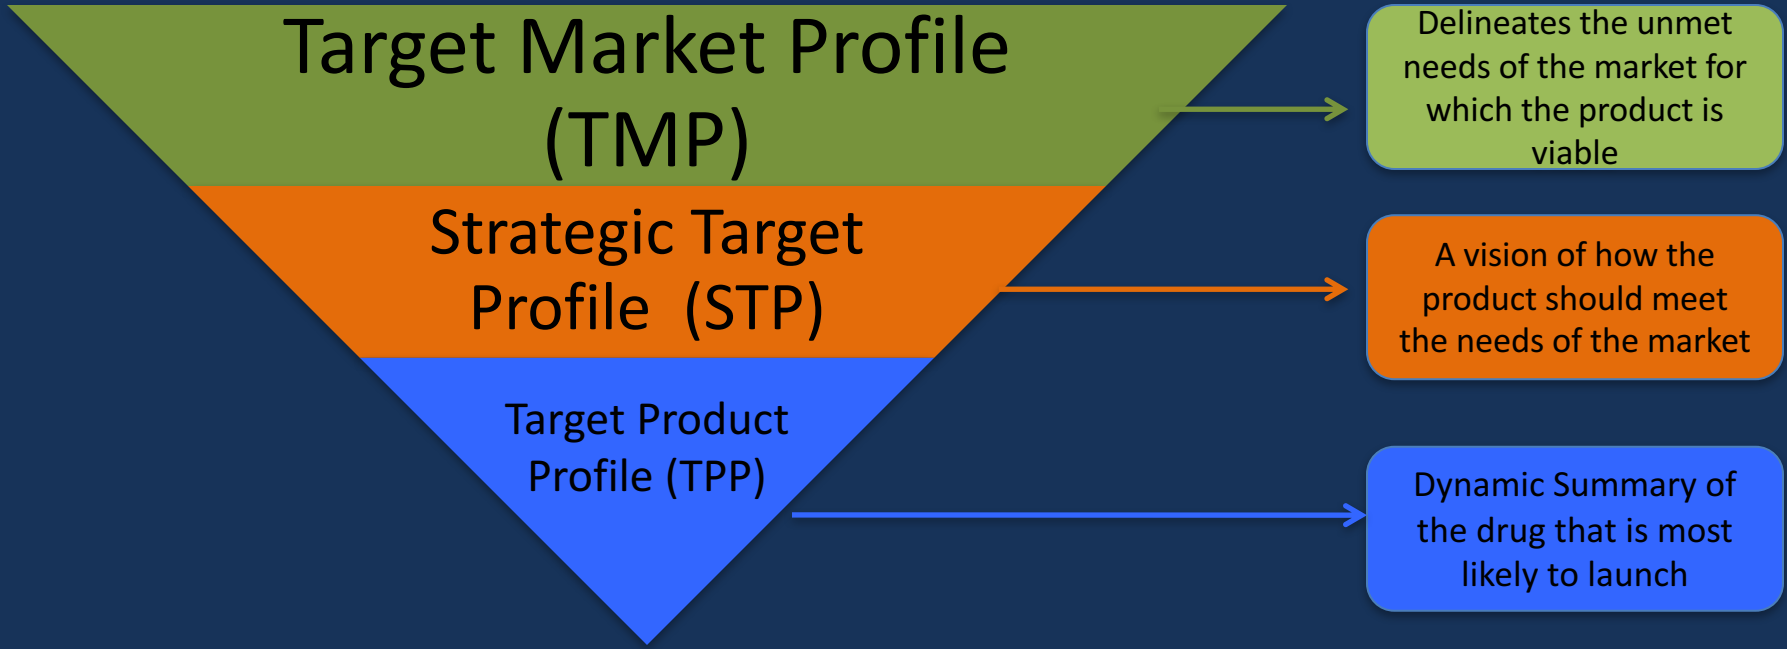 Target Market Profile
(TMP)
Delineates the unmet
needs of the market for
which the product is
viable
Strategic Target
Profile (STP)
A vision of how the
product should meet
the needs of the market
Target Product
Profile (TPP)
Dynamic Summary of
the drug that is most
likely to launch